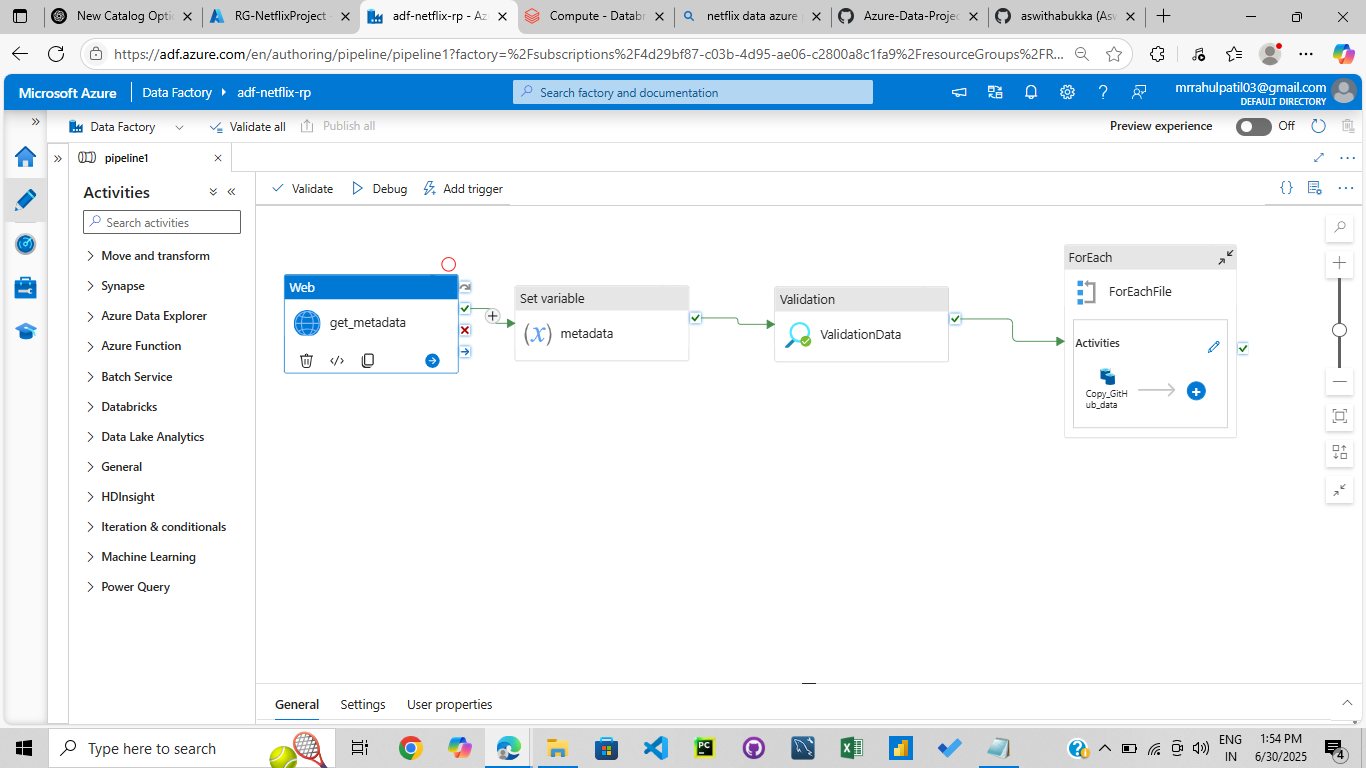 New Catalog Opti
RG-NetflixProject -
adf-netflix-rp - Az
Compute - Databr
netflix data azure
Azure-Data-Projec
aswithabukka (Asw
https://adf.azure.com/en/authoring/pipeline/pipeline1?factory=%2Fsubscriptions%2F4d29bf87-c03b-4d95-ae06-c2800a8c1fa9%2FresourceGroups%2FR...
Microsoft Azure
Data Factory
adf-netflix-rp
Search factory and documentation
mrrahulpatil03@gmail.com
DEFAULT DIRECTORY
Data Factory
Validate all
Publish all
Preview experience
Off
pipeline1
Activities
Validate
Debug
Add trigger
Search activities
Move and transform
Synapse
Azure Data Explorer
Azure Function
Batch Service
Databricks
Data Lake Analytics
General
HDInsight
Iteration & conditionals
Machine Learning
Power Query
Web
get_metadata
Set variable
(x) metadata
Validation
ValidationData
ForEach
ForEachFile
Activities
Copy_GitH
ub_data
General
Settings
User properties
Type here to search
ENG
IN
1:54 PM
6/30/2025
4